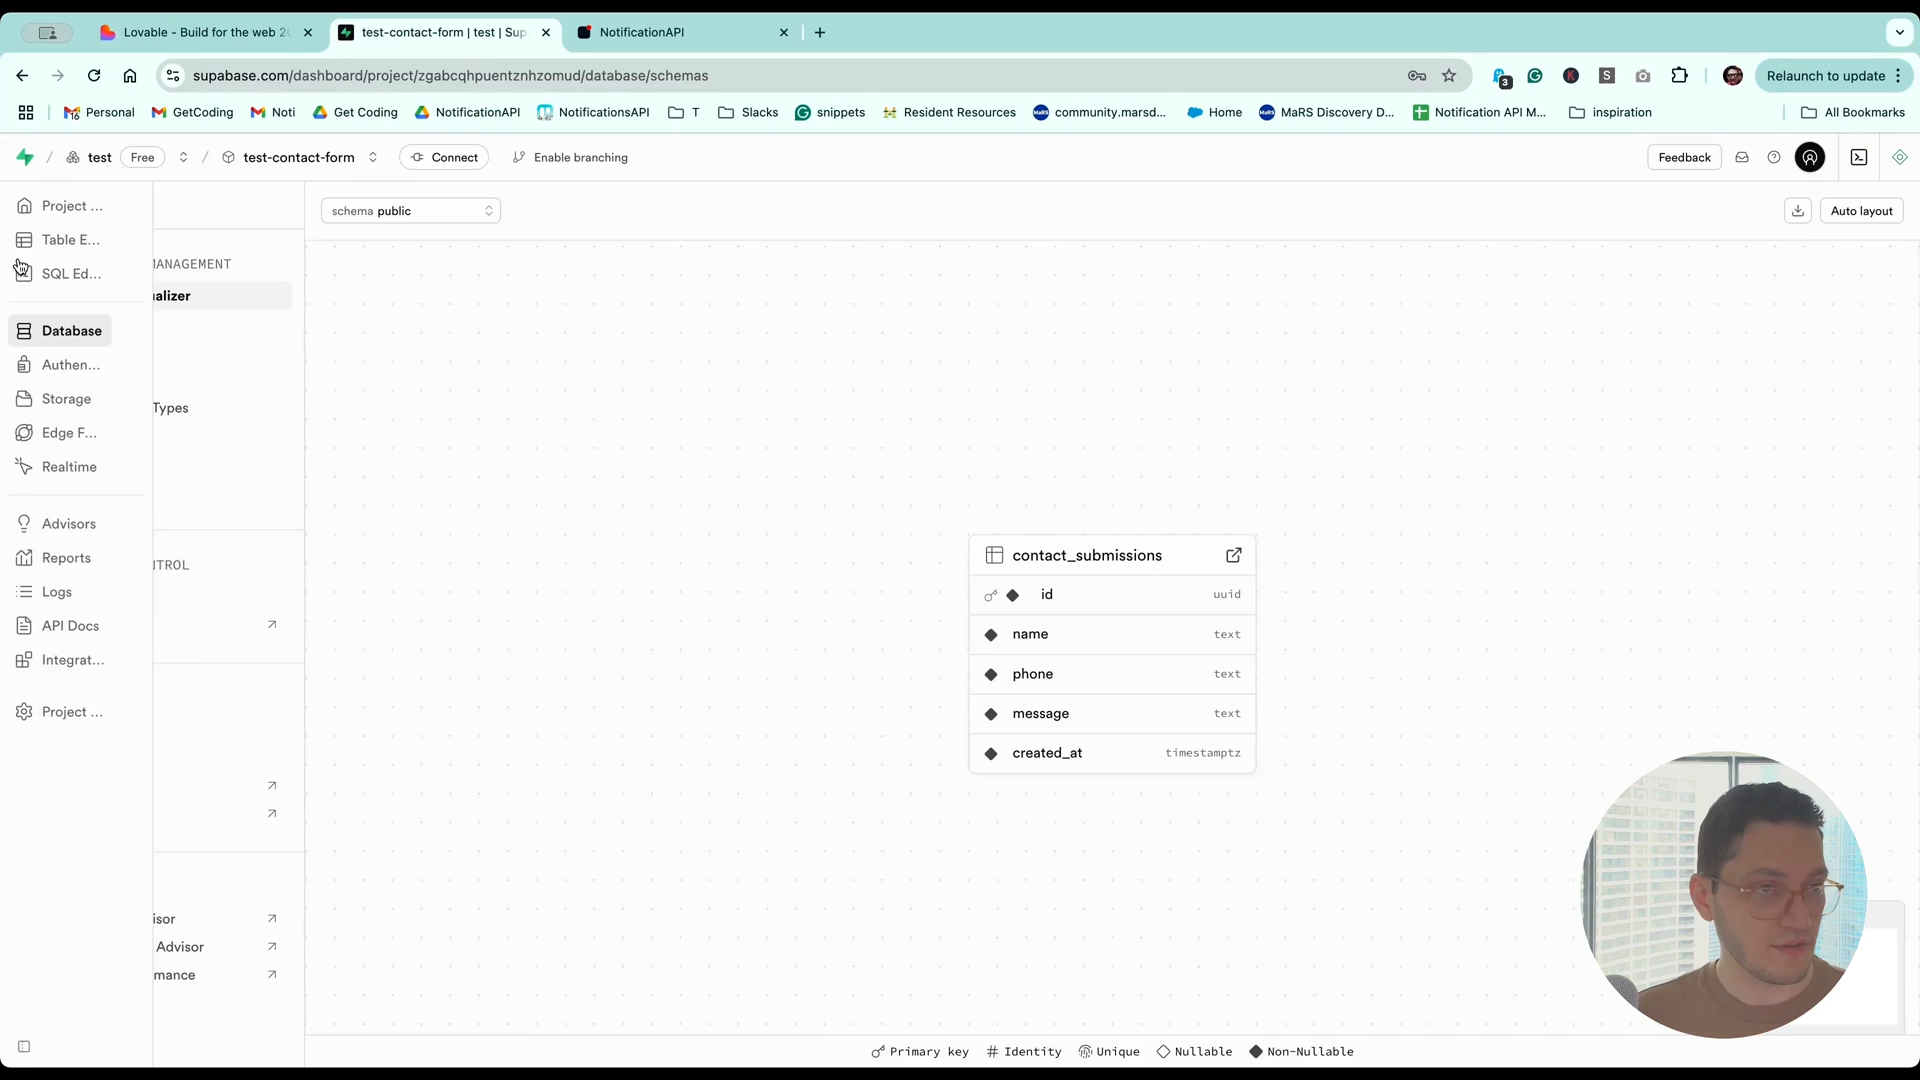 Lovable - Build for the web 2
test-contact-form | test | Sup
NotificationAPI
supabase.com/dashboard/project/zgabcqhpuentznhzomud/database/schemas
3
S
K
Relaunch to update
Personal
GetCoding
Noti
Get Coding
NotificationAPI
NotificationsAPI
T
Slacks
snippets
Resident Resources
community.marsd...
Home
MaRS Discovery D...
Notification API M...
inspiration
All Bookmarks
/ test Free / test-contact-form
Connect
Enable branching
Feedback
Project ...
Table E...
SQL Ed...
Database
Authen...
Storage
Edge F...
Realtime
Advisors
Reports
Logs
API Docs
Integrat...
Project ...
MANAGEMENT
ualizer
Types
NTROL
isor
Advisor
mance
schema public
Auto layout
contact_submissions
id uuid
name text
phone text
message text
created_at timestamptz
Primary key # Identity Unique Nullable Non-Nullable